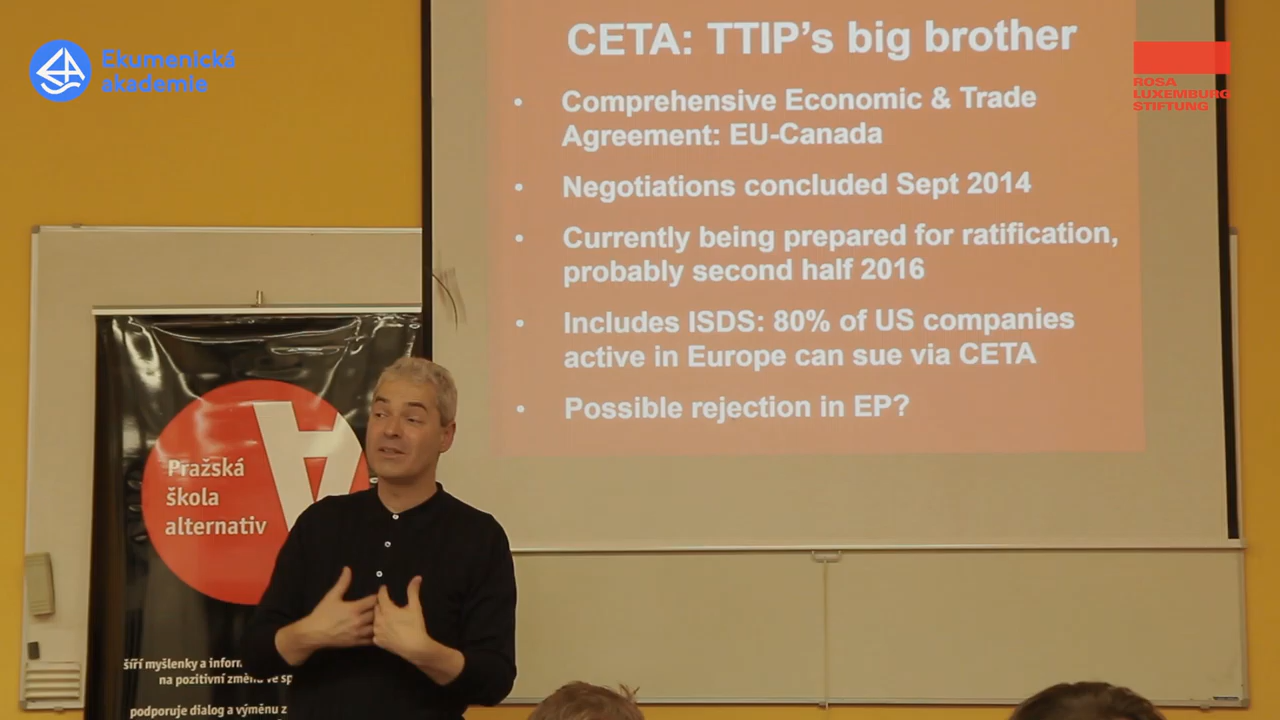 Ekumenická
akademie
CETA: TTIP's big brother
• Comprehensive Economic & Trade
Agreement: EU-Canada
• Negotiations concluded Sept 2014
• Currently being prepared for ratification,
probably second half 2016
• Includes ISDS: 80% of US companies
active in Europe can sue via CETA
• Possible rejection in EP?
ROSA
LUXEMBURG
STIFTUNG
Pražská
škola
alternativ
šíří myšlenky a
na pozitivní
podporuje dialog a výměnu z